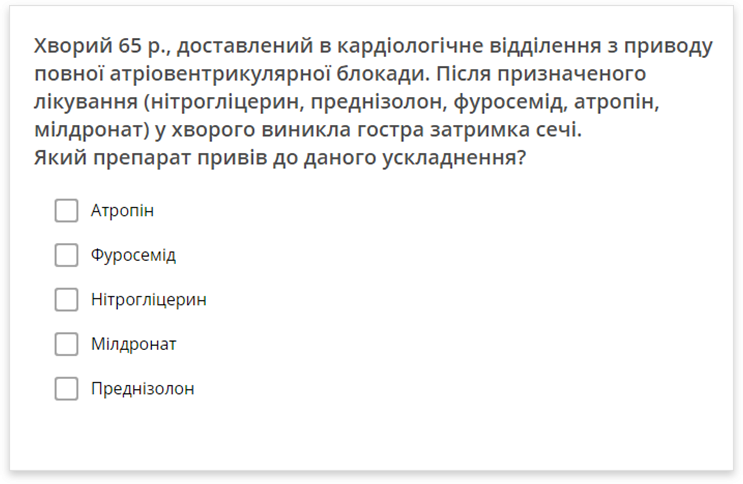 Хворий 65 р., доставлений в кардіологічне відділення з приводу
повної атріовентрикулярної блокади. Після призначеного
лікування (нітрогліцерин, преднізолон, фуросемід, атропін,
мілдронат) у хворого виникла гостра затримка сечі.
Який препарат привів до даного ускладнення?
Атропін
Фуросемід
Нітрогліцерин
Мілдронат
Преднізолон